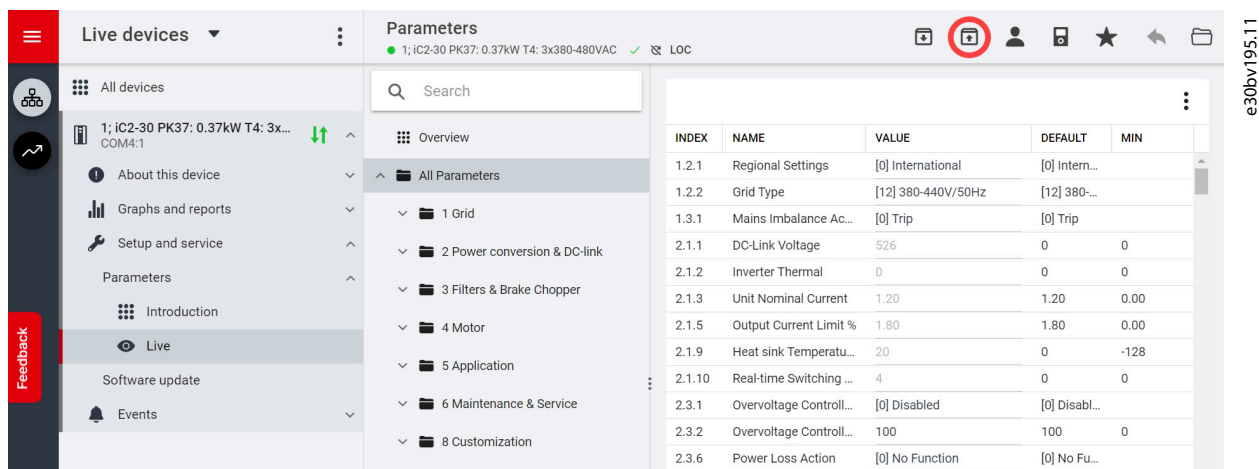 Live devices
Parameters
1; iC2-30 PK37: 0.37kW T4: 3x380-480VAC LOC
All devices
1; iC2-30 PK37: 0.37kW T4: 3x...
COM4:1
About this device
Graphs and reports
Setup and service
Parameters
Introduction
Live
Software update
Events
Feedback
Search
Overview
All Parameters
1 Grid
2 Power conversion & DC-link
3 Filters & Brake Chopper
4 Motor
5 Application
6 Maintenance & Service
8 Customization
INDEX NAME VALUE DEFAULT MIN
1.2.1 Regional Settings [0] International [0] Intern...
1.2.2 Grid Type [12] 380-440V/50Hz [12] 380-...
1.3.1 Mains Imbalance Ac... [0] Trip [0] Trip
2.1.1 DC-Link Voltage 526 0 0
2.1.2 Inverter Thermal 0 0 0
2.1.3 Unit Nominal Current 1.20 1.20 0.00
2.1.5 Output Current Limit % 1.80 1.80 0.00
2.1.9 Heat sink Temperatu... 20 0 -128
2.1.10 Real-time Switching ... 4 0 0
2.3.1 Overvoltage Controll... [0] Disabled [0] Disabl...
2.3.2 Overvoltage Controll... 100 100 0
2.3.6 Power Loss Action [0] No Function [0] No Fu...
e30bv195.11